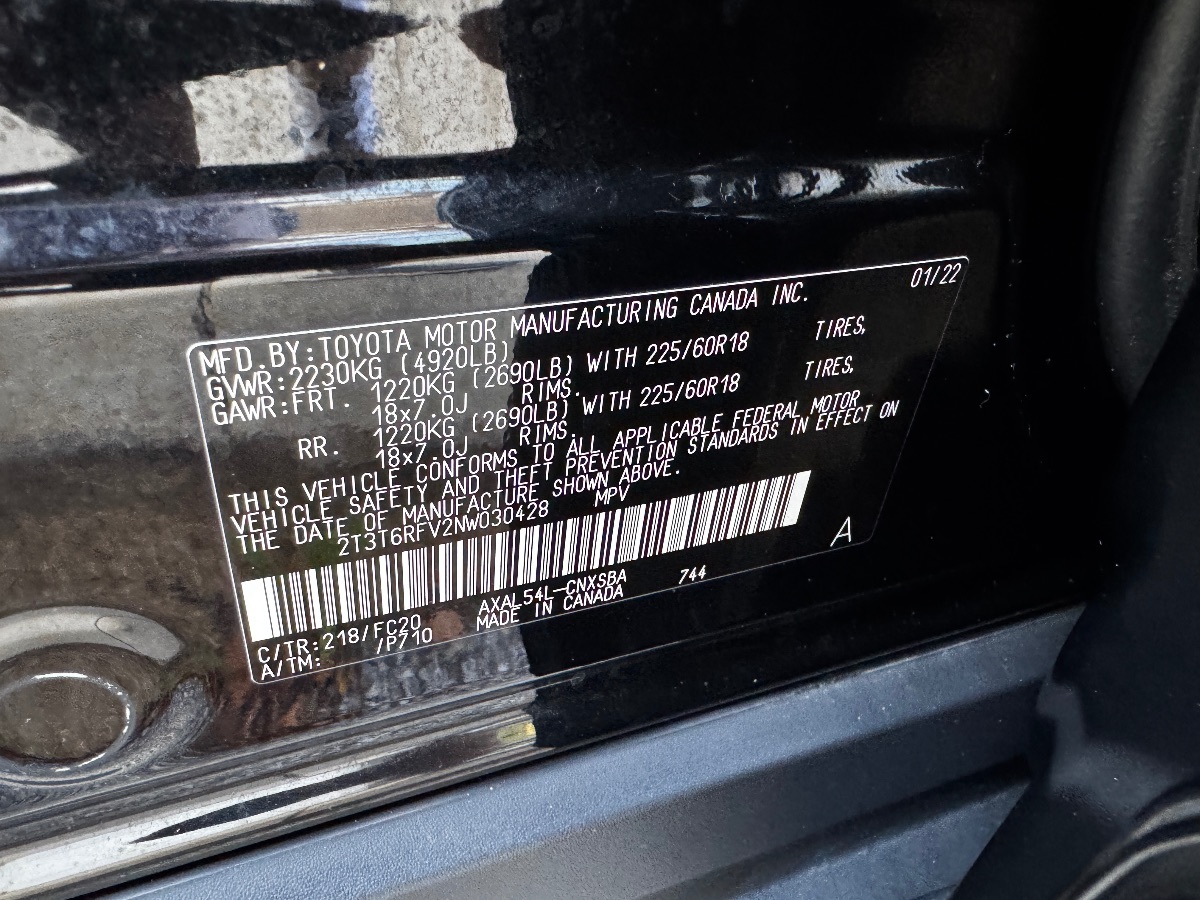 01/22
MFD.BY:TOYOTA MOTOR MANUFACTURING CANADA INC.
GVWR:2230KG (4920LB)
GAWR:FRT. 1220KG (2690LB) WITH 225/60R18 TIRES,
18x7.0J RIMS.
RR. 1220KG (2690LB) WITH 225/60R18 TIRES,
18x7.0J RIMS.
THIS VEHICLE CONFORMS TO ALL APPLICABLE FEDERAL MOTOR
VEHICLE SAFETY AND THEFT PREVENTION STANDARDS IN EFFECT ON
THE DATE OF MANUFACTURE SHOWN ABOVE.
2T3T6RFV2NW030428 MPV
A
C/TR:218/FC20 AXAL54L-CNXSBA 744
A/TM: /P710 MADE IN CANADA